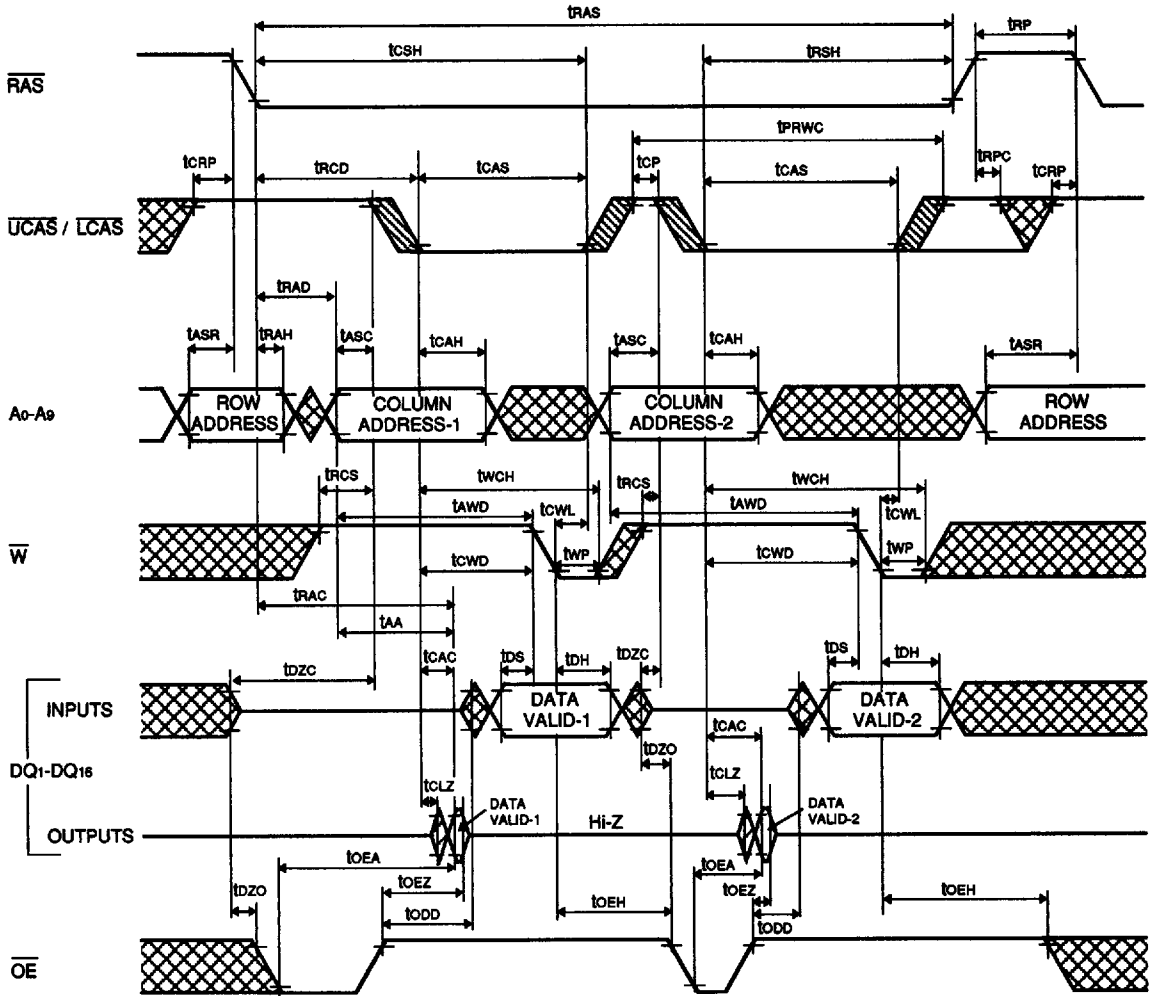 tRAS
tRP
tCSH
tRSH
RAS
tPRWC
tCRP
tRCD
tCAS
tCP
tCAS
tRPC
tCRP
UCAS / LCAS
tRAD
tASR
tRAH
tASC
tCAH
tASC
tCAH
tASR
A0-A9
ROW ADDRESS
COLUMN ADDRESS-1
COLUMN ADDRESS-2
ROW ADDRESS
tRCS
tWCH
tRCS
tWCH
tAWD
tCWL
tAWD
tCWL
W
tCWD
tWP
tCWD
tWP
tRAC
tAA
tDZC
tCAC
tDS
tDH
tDZC
tDS
tDH
INPUTS
DATA VALID-1
DATA VALID-2
DQ1-DQ16
tDZO
tCAC
tCLZ
tCLZ
DATA VALID-1
Hi-Z
DATA VALID-2
OUTPUTS
tOEA
tOEA
tDZO
tOEZ
tOEZ
tODD
tOEH
tODD
tOEH
OE